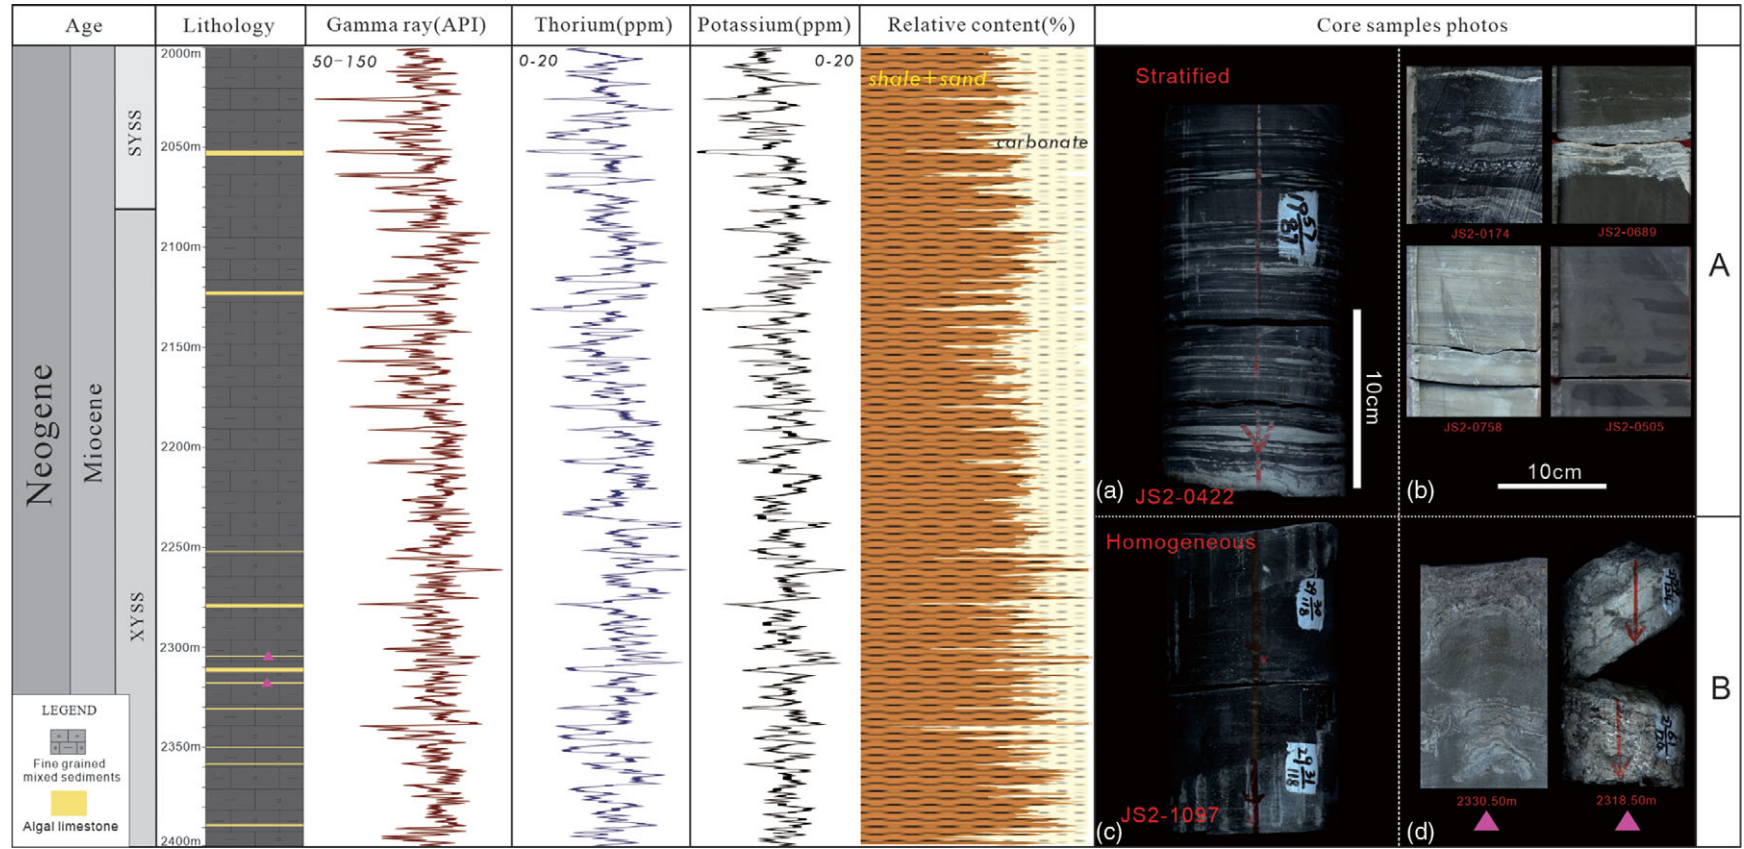 Age
Lithology
Gamma ray(API)
Thorium(ppm)
Potassium(ppm)
Relative content(%)
Core samples photos
Neogene
Miocene
SYSS
XYSS
2000m
2050m
2100m
2150m
2200m
2250m
2300m
2350m
2400m
50-150
0-20
0-20
shale+sand
carbonate
Stratified
10cm
(a)
JS2-0422
JS2-0174
JS2-0689
JS2-0758
JS2-0505
10cm
(b)
A
Homogeneous
(c)
JS2-1097
2330.50m
2318.50m
(d)
B
LEGEND
Fine grained
mixed sediments
Algal limestone